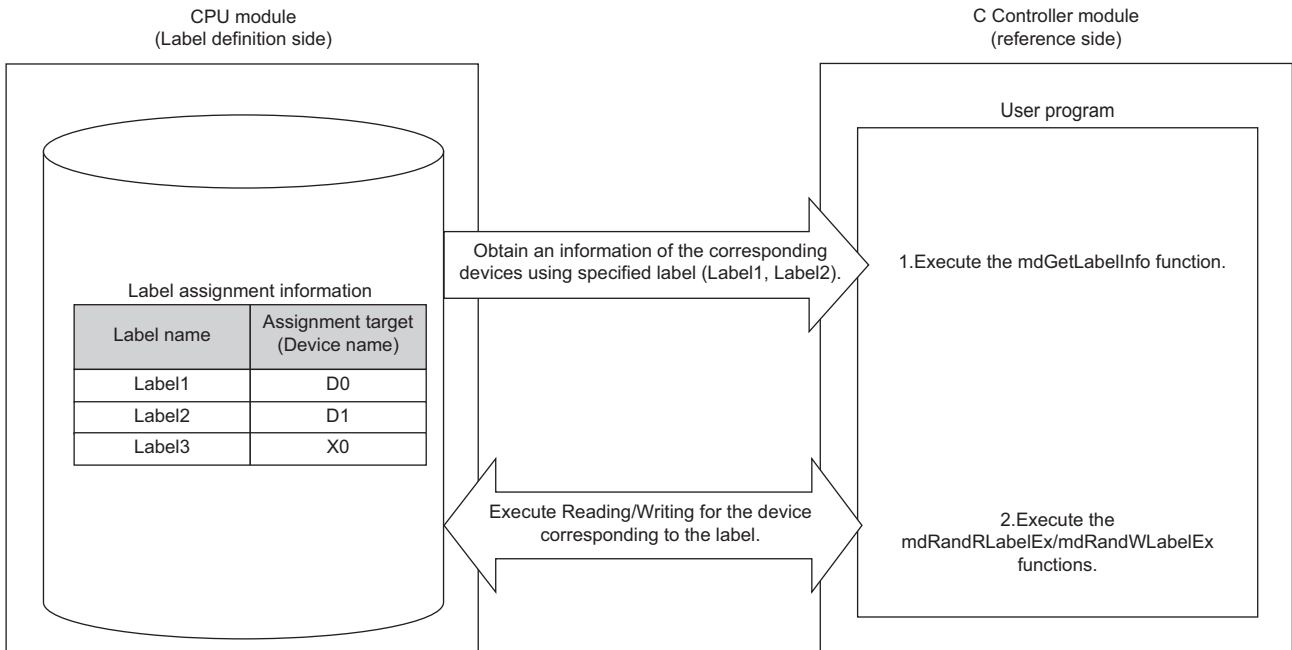 CPU module
(Label definition side)
C Controller module
(reference side)
User program
Obtain an information of the corresponding
devices using specified label (Label1, Label2).
1.Execute the mdGetLabelInfo function.
Label assignment information
Label name
Assignment target
(Device name)
Label1
D0
Label2
D1
Label3
X0
Execute Reading/Writing for the device
corresponding to the label.
2.Execute the
mdRandRLabelEx/mdRandWLabelEx
functions.